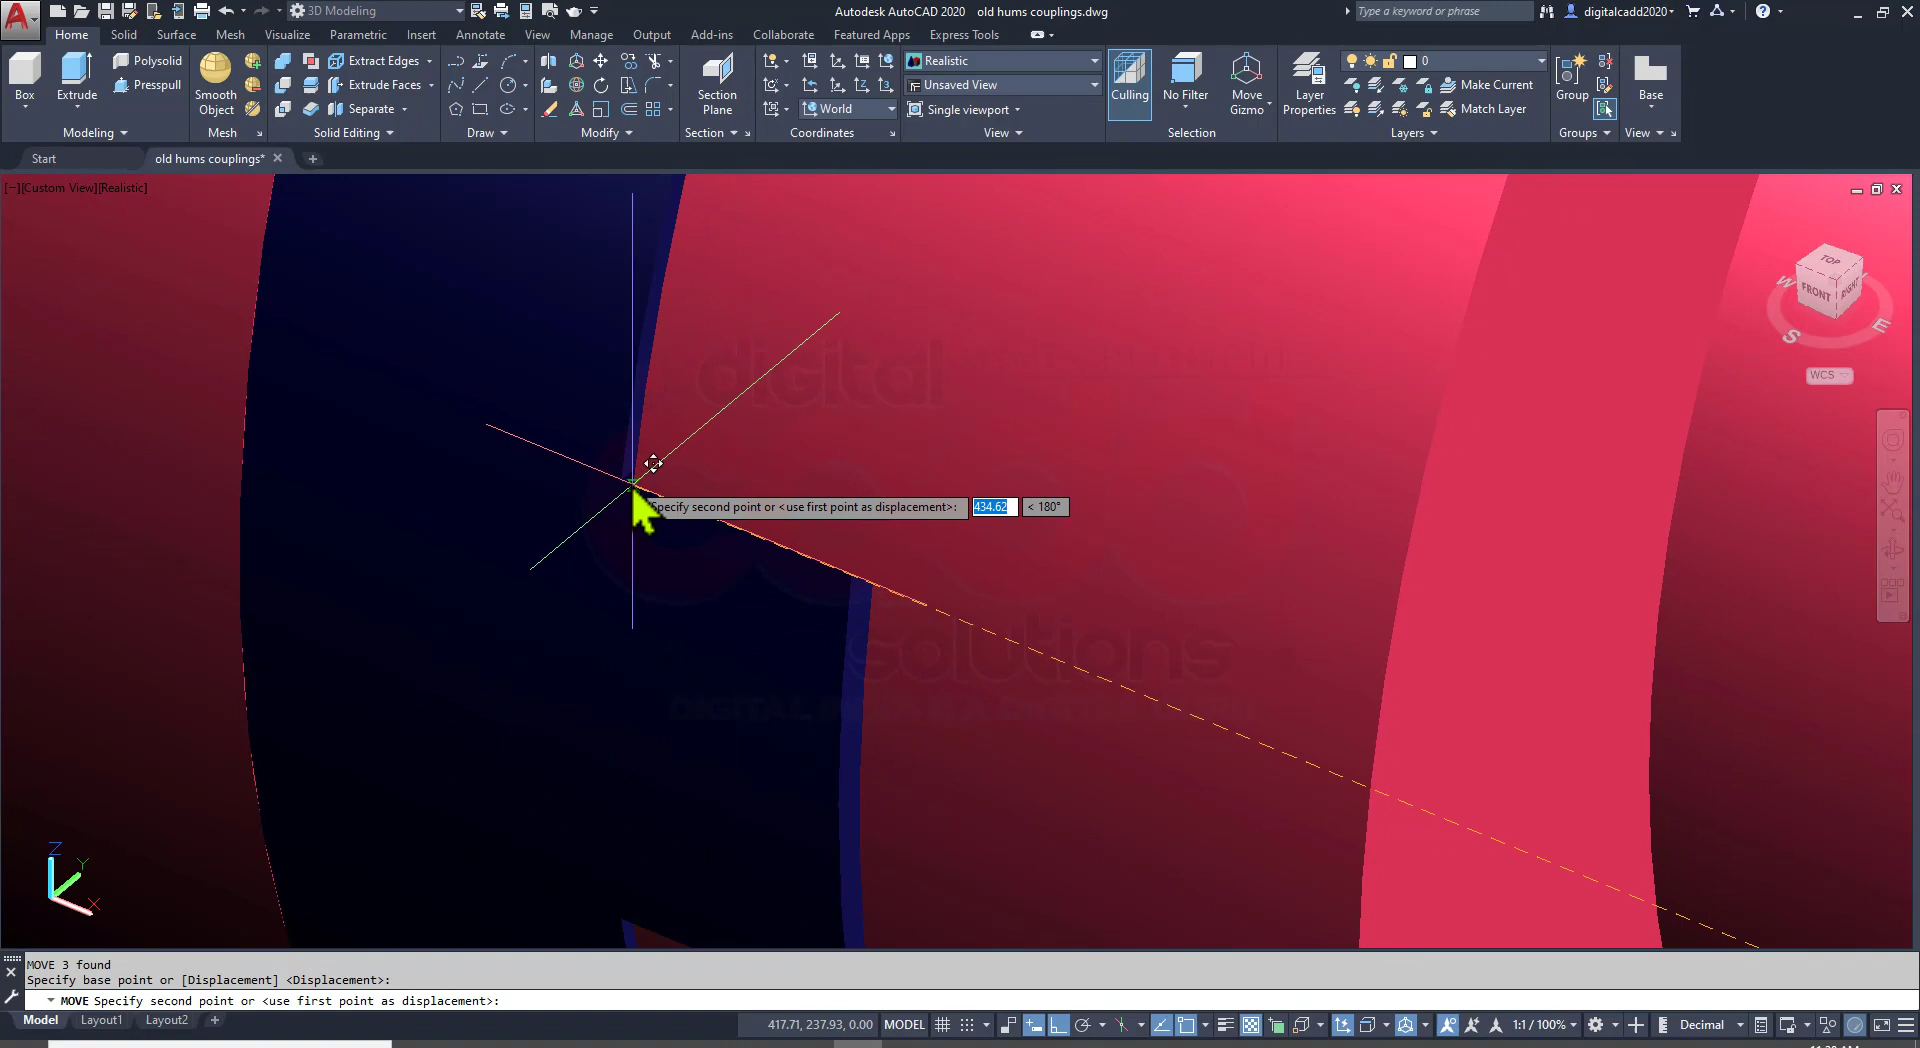 3D Modeling
Autodesk AutoCAD 2020 old hums couplings.dwg
Type a keyword or phrase
digitalcadd2020
Home Solid Surface Mesh Visualize Parametric Insert Annotate View Manage Output Add-ins Collaborate Featured Apps Express Tools
Box
Extrude
Polysolid
Presspull
Modeling
Smooth
Object
Mesh
Extract Edges
Extrude Faces
Separate
Solid Editing
Draw
Modify
Section
Plane
Section
World
Coordinates
Realistic
Unsaved View
Single viewport
View
Culling
No Filter
Move
Gizmo
Selection
Layer
Properties
0
Make Current
Match Layer
Layers
Group
Groups
Base
View
Start
old hums couplings*
[−][Custom View][Realistic]
TOP
FRONT
RIGHT
W
S
E
WCS
digital
solutions
Specify second point or <use first point as displacement>: 434.62 < 180°
Z
Y
X
MOVE 3 found
Specify base point or [Displacement] <Displacement>:
MOVE Specify second point or <use first point as displacement>:
Model Layout1 Layout2
417.71, 237.93, 0.00 MODEL
1:1 / 100%
Decimal